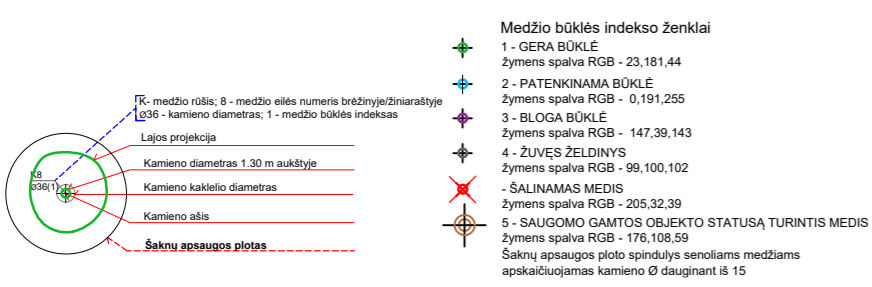 K- medžio rūšis; 8 - medžio eilės numeris brėžinyje/žiniaraštyje
Ø36 - kamieno diametras; 1 - medžio būklės indeksas
Lajos projekcija
Kamieno diametras 1.30 m aukštyje
Kamieno kaklelio diametras
Kamieno ašis
Šaknų apsaugos plotas
K8
Ø36(1)
Medžio būklės indekso ženklai
1 - GERA BŪKLĖ
žymens spalva RGB - 23,181,44
2 - PATENKINAMA BŪKLĖ
žymens spalva RGB - 0,191,255
3 - BLOGA BŪKLĖ
žymens spalva RGB - 147,39,143
4 - ŽUVĘS ŽELDINYS
žymens spalva RGB - 99,100,102
- ŠALINAMAS MEDIS
žymens spalva RGB - 205,32,39
5 - SAUGOMO GAMTOS OBJEKTO STATUSĄ TURINTIS MEDIS
žymens spalva RGB - 176,108,59
Šaknų apsaugos ploto spindulys senoliams medžiams
apskaičiuojamas kamieno Ø dauginant iš 15